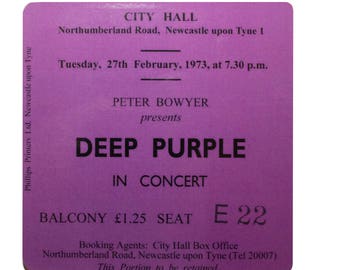 CITY HALL
Northumberland Road, Newcastle upon Tyne 1
Tuesday, 27th February, 1973, at 7.30 p.m.
PETER BOWYER
presents
DEEP PURPLE
IN CONCERT
BALCONY £1.25 SEAT E 22
Booking Agents: City Hall Box Office
Northumberland Road, Newcastle upon Tyne (Tel 20007)
This Portion to be retained
Phillips Printers Ltd. Newcastle upon Tyne